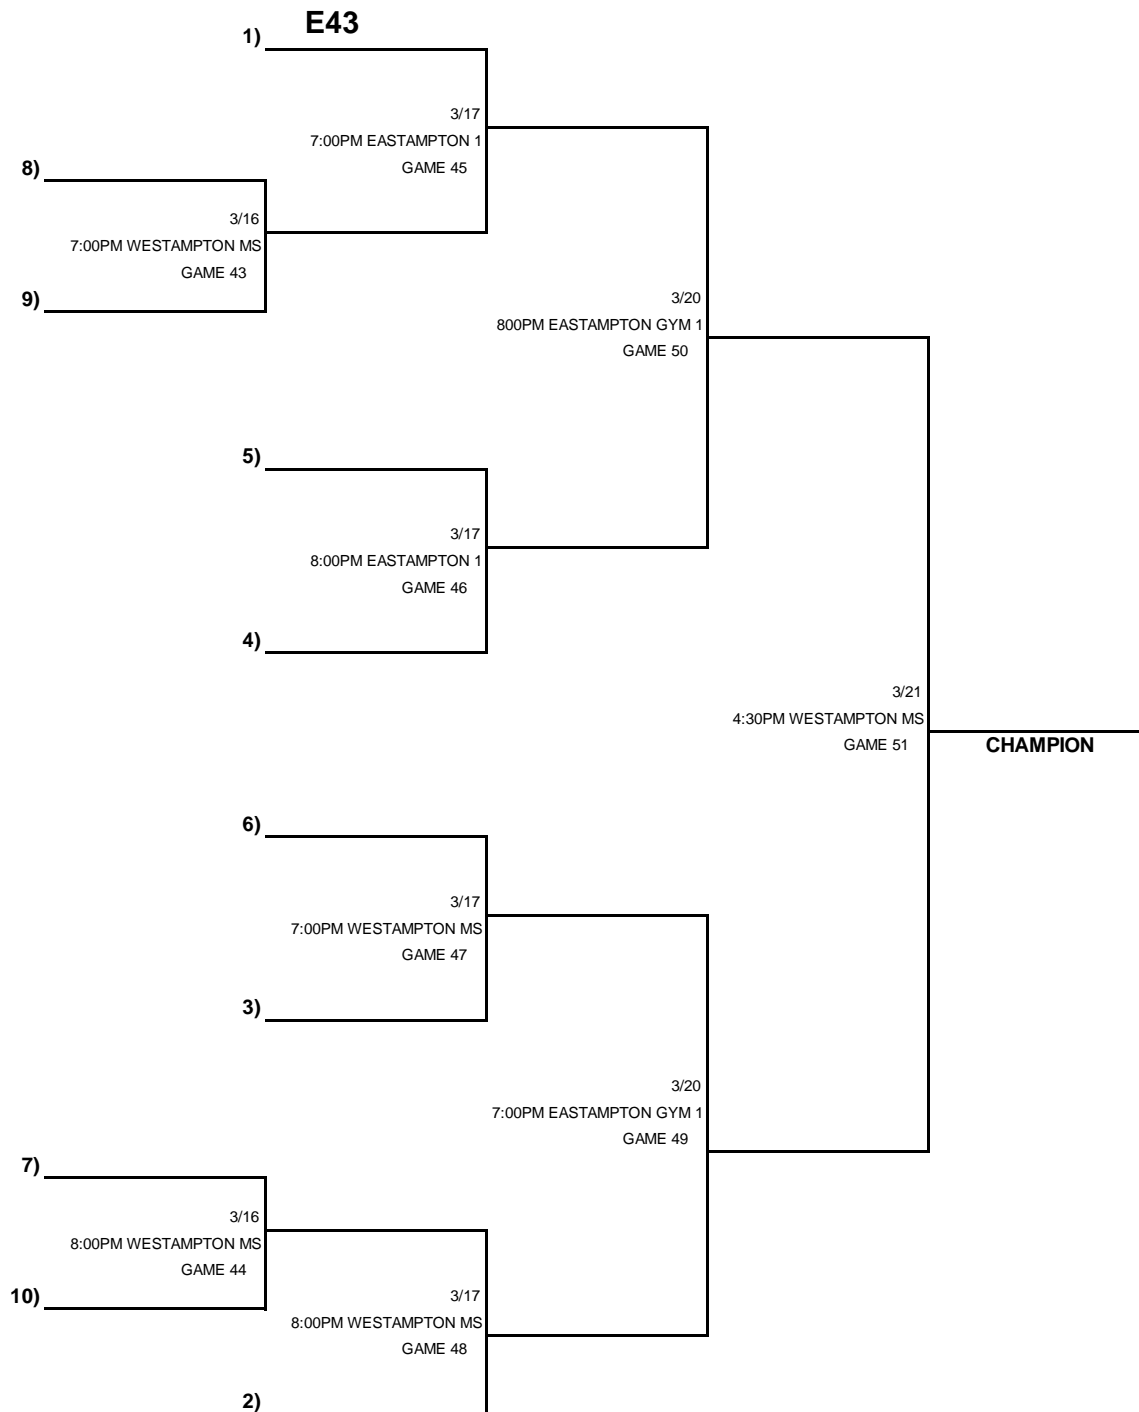 E43
1)
3/17
7:00PM EASTAMPTON 1
GAME 45
8)
3/16
7:00PM WESTAMPTON MS
GAME 43
9)
3/20
800PM EASTAMPTON GYM 1
GAME 50
5)
3/17
8:00PM EASTAMPTON 1
GAME 46
4)
3/21
4:30PM WESTAMPTON MS
GAME 51
CHAMPION
6)
3/17
7:00PM WESTAMPTON MS
GAME 47
3)
3/20
7:00PM EASTAMPTON GYM 1
GAME 49
7)
3/16
8:00PM WESTAMPTON MS
GAME 44
10)
3/17
8:00PM WESTAMPTON MS
GAME 48
2)